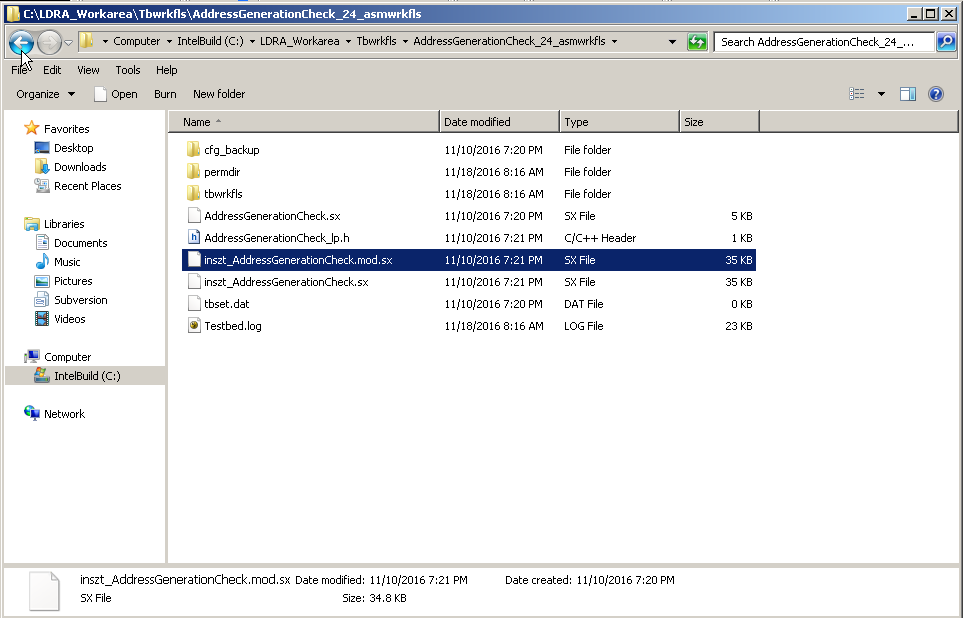 C:\LDRA_Workarea\Tbwrkfls\AddressGenerationCheck_24_asmwrkfls
Computer IntelBuild (C:) LDRA_Workarea Tbwrkfls AddressGenerationCheck_24_asmwrkfls Search AddressGenerationCheck_24_...
File Edit View Tools Help
Organize Open Burn New folder
Name Date modified Type Size
Favorites
Desktop
Downloads
Recent Places
Libraries
Documents
Music
Pictures
Subversion
Videos
Computer
IntelBuild (C:)
Network
cfg_backup 11/10/2016 7:20 PM File folder
permdir 11/18/2016 8:16 AM File folder
tbwrkfls 11/18/2016 8:16 AM File folder
AddressGenerationCheck.sx 11/10/2016 7:20 PM SX File 5 KB
AddressGenerationCheck_lp.h 11/10/2016 7:21 PM C/C++ Header 1 KB
inszt_AddressGenerationCheck.mod.sx 11/10/2016 7:21 PM SX File 35 KB
inszt_AddressGenerationCheck.sx 11/10/2016 7:21 PM SX File 35 KB
tbset.dat 11/10/2016 7:20 PM DAT File 0 KB
Testbed.log 11/18/2016 8:16 AM LOG File 23 KB
inszt_AddressGenerationCheck.mod.sx Date modified: 11/10/2016 7:21 PM Date created: 11/10/2016 7:20 PM
SX File Size: 34.8 KB